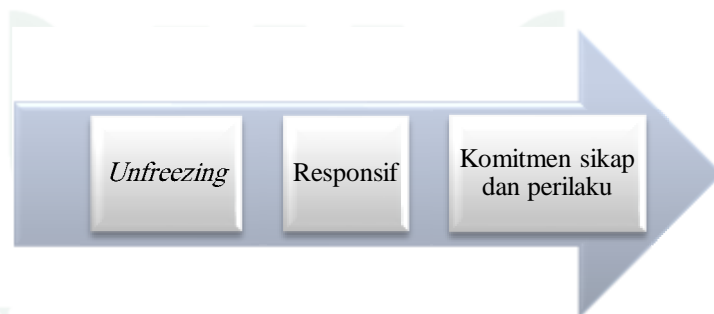 Unfreezing
Responsif
Komitmen sikap
dan perilaku